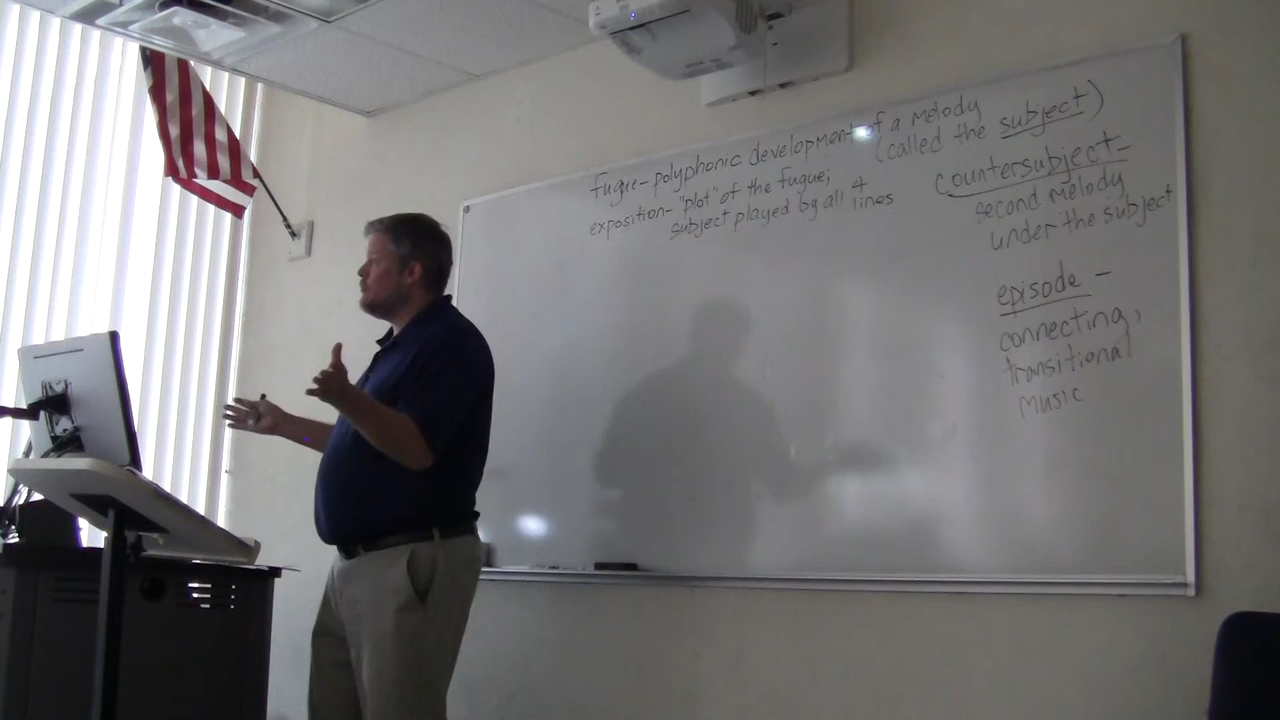 fugue- polyphonic development of a melody
(called the subject)
exposition- "plot" of the fugue;
subject played by all 4
lines
countersubject-
second melody
under the subject
episode -
connecting,
transitional
music